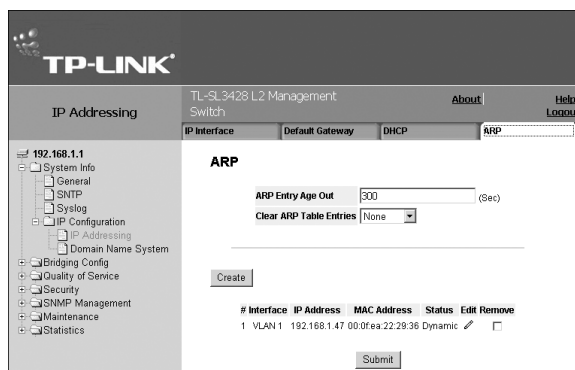 TP-LINK
IP Addressing
TL-SL3428 L2 Management
Switch
About
Help
Logou
IP Interface
Default Gateway
DHCP
ARP
192.168.1.1
System Info
General
SNTP
Syslog
IP Configuration
IP Addressing
Domain Name System
Bridging Config
Quality of Service
Security
SNMP Management
Maintenance
Statistics
ARP
ARP Entry Age Out 300 (Sec)
Clear ARP Table Entries None
Create
# Interface IP Address MAC Address Status Edit Remove
1 VLAN 1 192.168.1.47 00:0f:ea:22:29:36 Dynamic
Submit